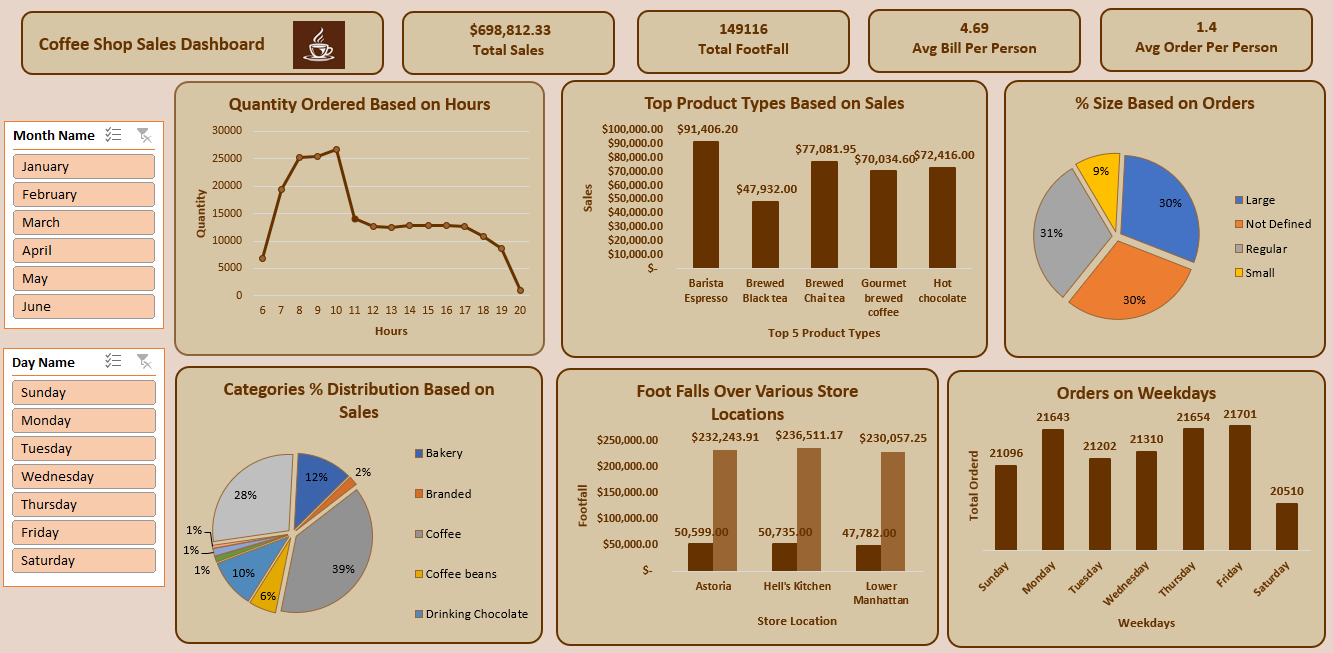 Coffee Shop Sales Dashboard
$698,812.33
Total Sales
149116
Total FootFall
4.69
Avg Bill Per Person
1.4
Avg Order Per Person
Month Name
January
February
March
April
May
June
Day Name
Sunday
Monday
Tuesday
Wednesday
Thursday
Friday
Saturday
Quantity Ordered Based on Hours
30000
25000
20000
15000
10000
5000
0
Quantity
6 7 8 9 10 11 12 13 14 15 16 17 18 19 20
Hours
Top Product Types Based on Sales
$100,000.00
$90,000.00
$80,000.00
$70,000.00
$60,000.00
$50,000.00
$40,000.00
$30,000.00
$20,000.00
$10,000.00
$-
Sales
$91,406.20
$47,932.00
$77,081.95
$70,034.60
$72,416.00
Barista
Espresso
Brewed
Black tea
Brewed
Chai tea
Gourmet
brewed
coffee
Hot
chocolate
Top 5 Product Types
% Size Based on Orders
9%
30%
31%
30%
Large
Not Defined
Regular
Small
Categories % Distribution Based on
Sales
12%
2%
28%
39%
6%
10%
1%
1%
1%
Bakery
Branded
Coffee
Coffee beans
Drinking Chocolate
Foot Falls Over Various Store
Locations
$250,000.00
$200,000.00
$150,000.00
$100,000.00
$50,000.00
$-
Footfall
$232,243.91
$236,511.17
$230,057.25
50,599.00
50,735.00
47,782.00
Astoria
Hell's Kitchen
Lower
Manhattan
Store Location
Orders on Weekdays
Total Orderd
21096
21643
21202
21310
21654
21701
20510
Sunday
Monday
Tuesday
Wednesday
Thursday
Friday
Saturday
Weekdays